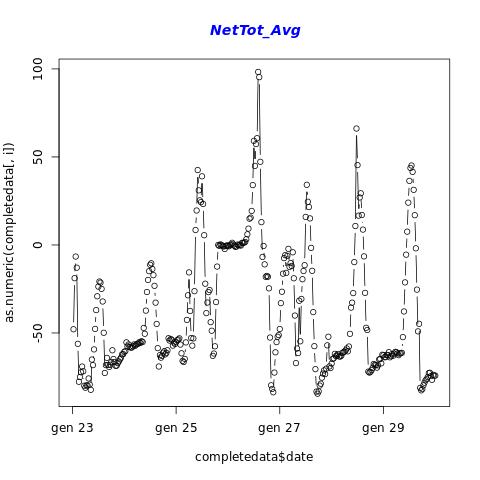 NetTot_Avg
as.numeric(completedata[, i])
100
50
0
-50
gen 23
gen 25
gen 27
gen 29
completedata$date